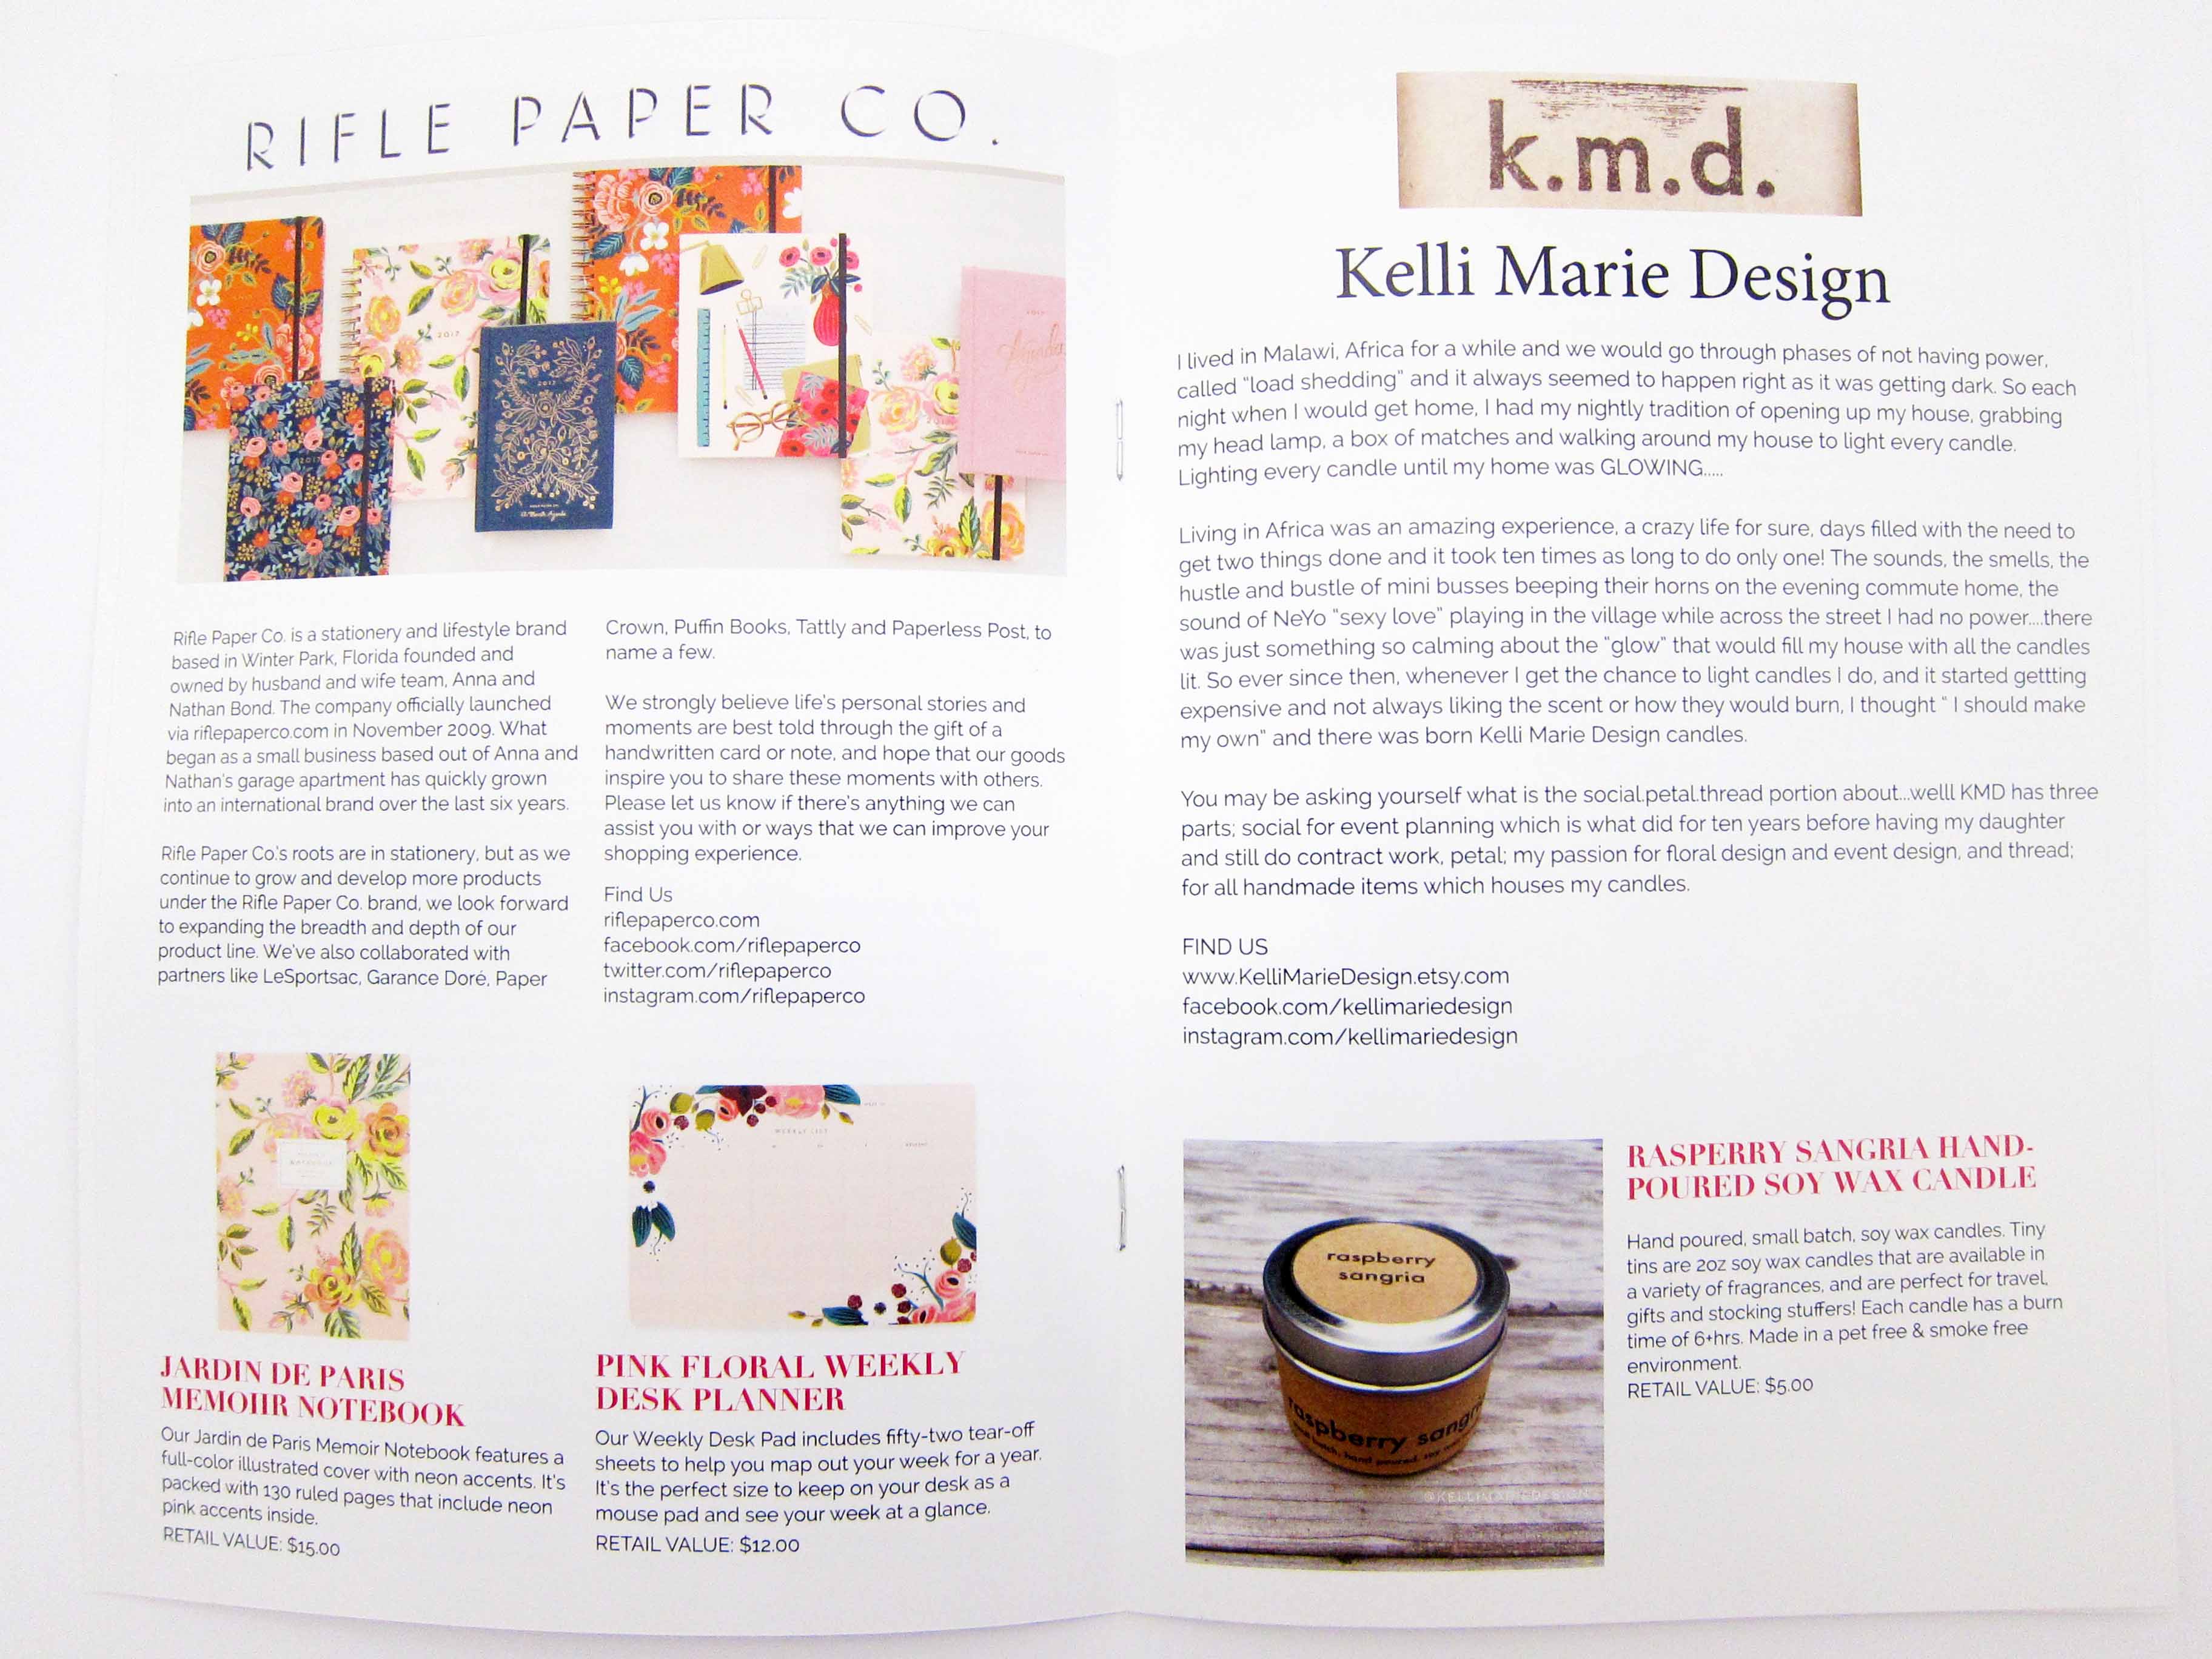 RIFLE PAPER CO.
2017
2017
2017
Rifle Paper Co. is a stationery and lifestyle brand
based in Winter Park, Florida founded and
owned by husband and wife team, Anna and
Nathan Bond. The company officially launched
via riflepaperco.com in November 2009. What
began as a small business based out of Anna and
Nathan's garage apartment has quickly grown
into an international brand over the last six years.
Rifle Paper Co.'s roots are in stationery, but as we
continue to grow and develop more products
under the Rifle Paper Co. brand, we look forward
to expanding the breadth and depth of our
product line. We've also collaborated with
partners like LeSportsac, Garance Doré, Paper
Crown, Puffin Books, Tattly and Paperless Post, to
name a few.
We strongly believe life's personal stories and
moments are best told through the gift of a
handwritten card or note, and hope that our goods
inspire you to share these moments with others.
Please let us know if there's anything we can
assist you with or ways that we can improve your
shopping experience.
Find Us
riflepaperco.com
facebook.com/riflepaperco
twitter.com/riflepaperco
instagram.com/riflepaperco
NOTEBOOK
JARDIN DE PARIS
MEMOIR NOTEBOOK
Our Jardin de Paris Memoir Notebook features a
full-color illustrated cover with neon accents. It's
packed with 130 ruled pages that include neon
pink accents inside.
RETAIL VALUE: $15.00
WEEKLY LIST
PINK FLORAL WEEKLY
DESK PLANNER
Our Weekly Desk Pad includes fifty-two tear-off
sheets to help you map out your week for a year.
It's the perfect size to keep on your desk as a
mouse pad and see your week at a glance.
RETAIL VALUE: $12.00
k.m.d.
Kelli Marie Design
I lived in Malawi, Africa for a while and we would go through phases of not having power,
called "load shedding" and it always seemed to happen right as it was getting dark. So each
night when I would get home, I had my nightly tradition of opening up my house, grabbing
my head lamp, a box of matches and walking around my house to light every candle.
Lighting every candle until my home was GLOWING.....
Living in Africa was an amazing experience, a crazy life for sure, days filled with the need to
get two things done and it took ten times as long to do only one! The sounds, the smells, the
hustle and bustle of mini busses beeping their horns on the evening commute home, the
sound of NeYo "sexy love" playing in the village while across the street I had no power....there
was just something so calming about the "glow" that would fill my house with all the candles
lit. So ever since then, whenever I get the chance to light candles I do, and it started gettting
expensive and not always liking the scent or how they would burn, I thought " I should make
my own" and there was born Kelli Marie Design candles.
You may be asking yourself what is the social.petal.thread portion about...welll KMD has three
parts; social for event planning which is what did for ten years before having my daughter
and still do contract work, petal; my passion for floral design and event design, and thread;
for all handmade items which houses my candles.
FIND US
www.KelliMarieDesign.etsy.com
facebook.com/kellimariedesign
instagram.com/kellimariedesign
raspberry
sangria
raspberry sangri
batch, hand poured, soy
@KELLIMARIEDESIGN
RASPERRY SANGRIA HAND-
POURED SOY WAX CANDLE
Hand poured, small batch, soy wax candles. Tiny
tins are 2oz soy wax candles that are available in
a variety of fragrances, and are perfect for travel,
gifts and stocking stuffers! Each candle has a burn
time of 6+hrs. Made in a pet free & smoke free
environment.
RETAIL VALUE: $5.00